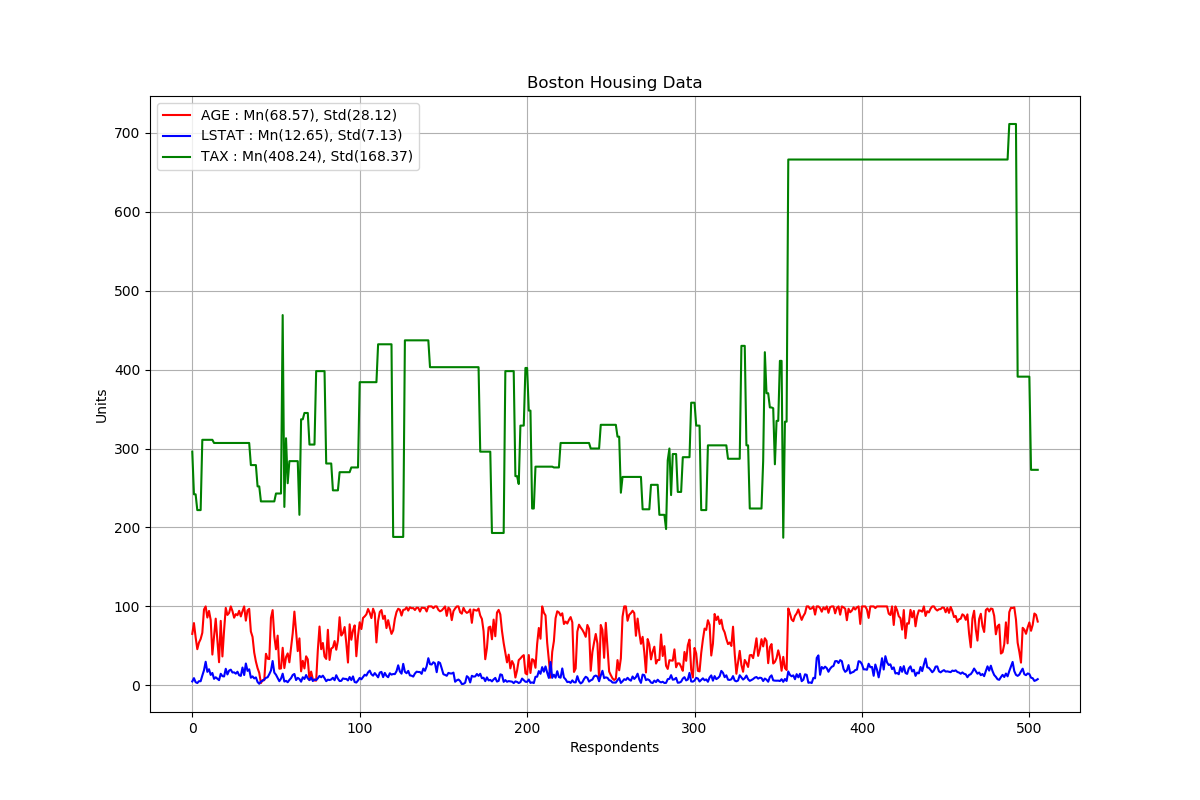 Boston Housing Data
AGE : Mn(68.57), Std(28.12)
LSTAT : Mn(12.65), Std(7.13)
TAX : Mn(408.24), Std(168.37)
700
600
500
400
300
200
100
0
Units
0 100 200 300 400 500
Respondents